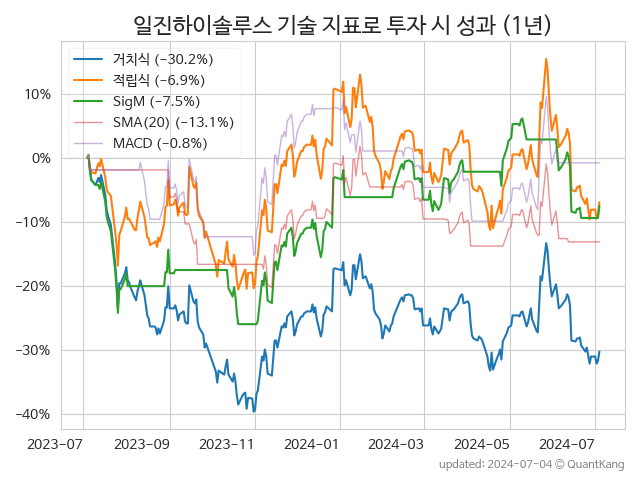 일진하이솔루스 기술 지표로 투자 시 성과 (1년)
거치식 (−30.2%)
적립식 (−6.9%)
SigM (−7.5%)
SMA(20) (−13.1%)
MACD (−0.8%)
10%
0%
−10%
−20%
−30%
−40%
2023−07
2023−09
2023−11
2024−01
2024−03
2024−05
2024−07
updated: 2024-07-04 © QuantKang